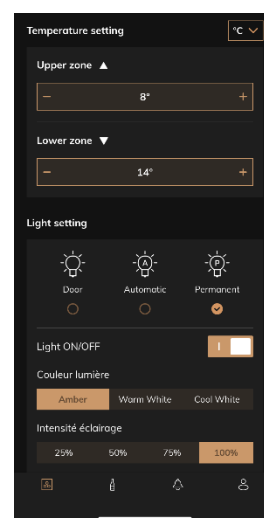 Temperature setting °C
Upper zone ▲
− 8° +
Lower zone ▼
− 14° +
Light setting
A P
Door Automatic Permanent
Light ON/OFF I
Couleur lumière
Amber Warm White Cool White
Intensité éclairage
25% 50% 75% 100%